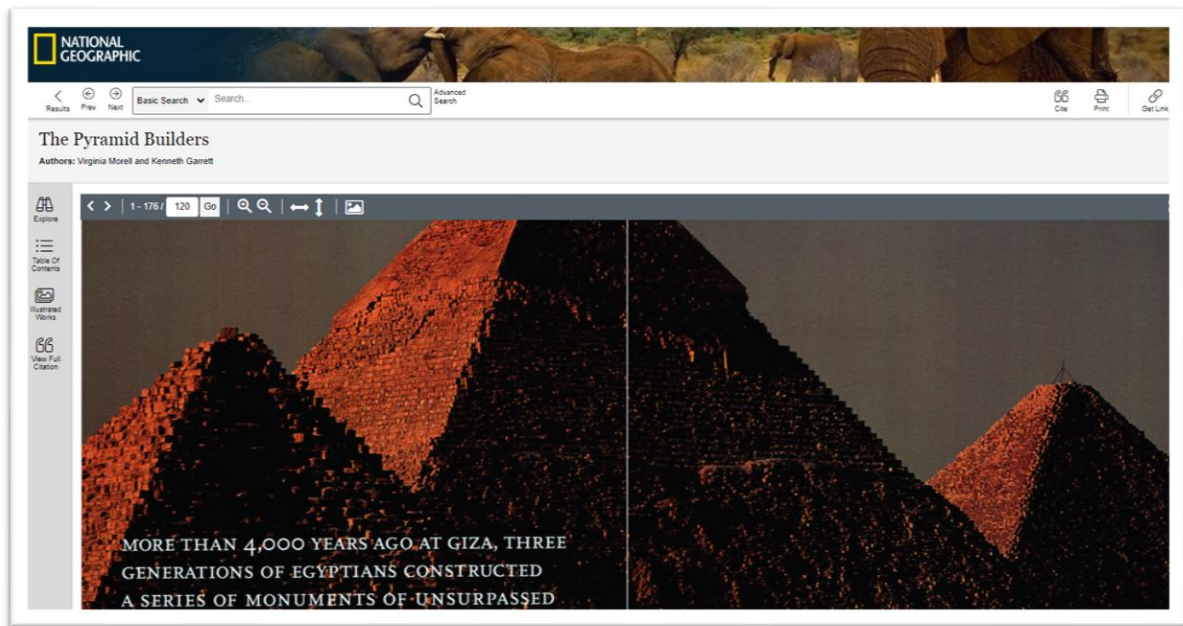 NATIONAL
GEOGRAPHIC
Results
Prev
Next
Basic Search
Search...
Advanced
Search
Cite
Print
Get Link
The Pyramid Builders
Authors: Virginia Morell and Kenneth Garrett
Explore
Table Of
Contents
Illustrated
Works
View Full
Citation
1 - 176 / 120 Go
MORE THAN 4,000 YEARS AGO AT GIZA, THREE
GENERATIONS OF EGYPTIANS CONSTRUCTED
A SERIES OF MONUMENTS OF UNSURPASSED